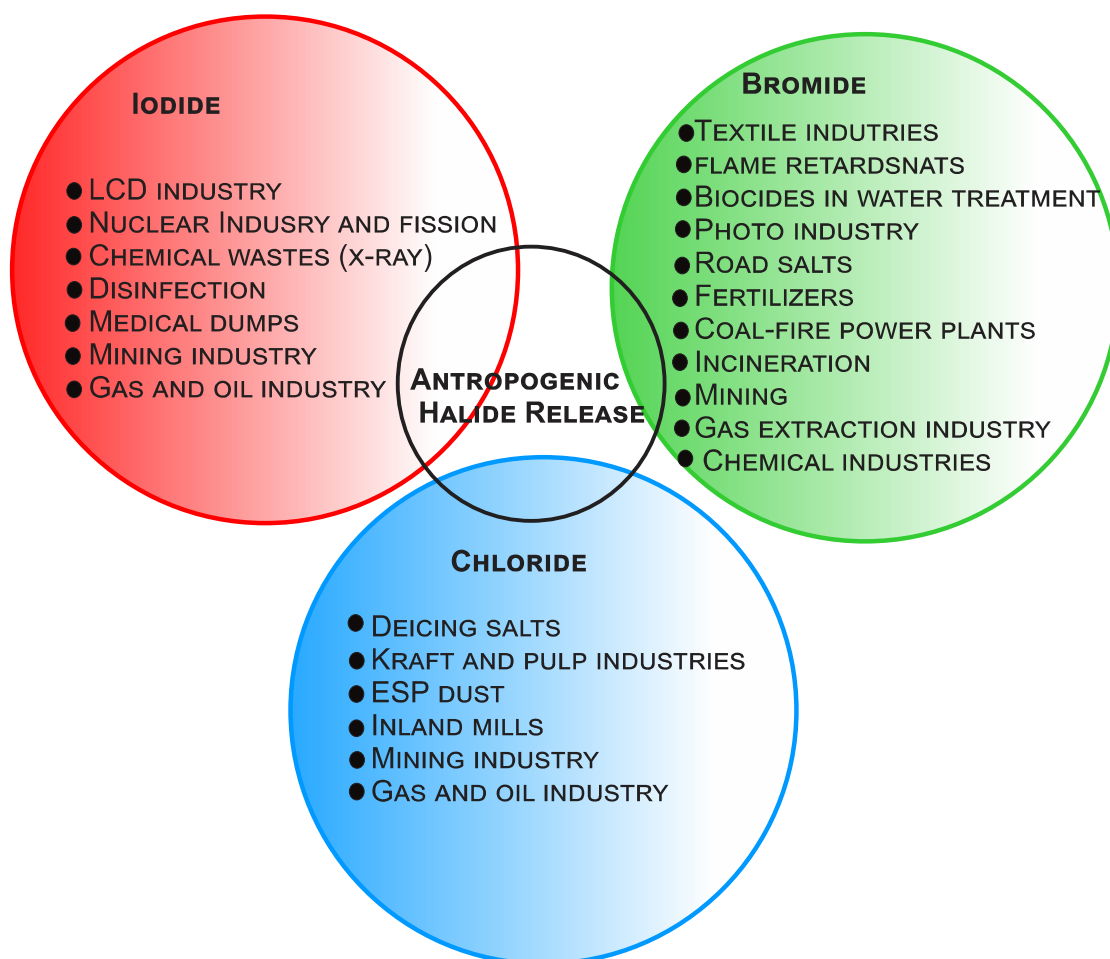 IODIDE
LCD INDUSTRY
NUCLEAR INDUSRY AND FISSION
CHEMICAL WASTES (X-RAY)
DISINFECTION
MEDICAL DUMPS
MINING INDUSTRY
GAS AND OIL INDUSTRY
BROMIDE
TEXTILE INDUTRIES
FLAME RETARDSNATS
BIOCIDES IN WATER TREATMENT
PHOTO INDUSTRY
ROAD SALTS
FERTILIZERS
COAL-FIRE POWER PLANTS
INCINERATION
MINING
GAS EXTRACTION INDUSTRY
CHEMICAL INDUSTRIES
ANTROPOGENIC
HALIDE RELEASE
CHLORIDE
DEICING SALTS
KRAFT AND PULP INDUSTRIES
ESP DUST
INLAND MILLS
MINING INDUSTRY
GAS AND OIL INDUSTRY